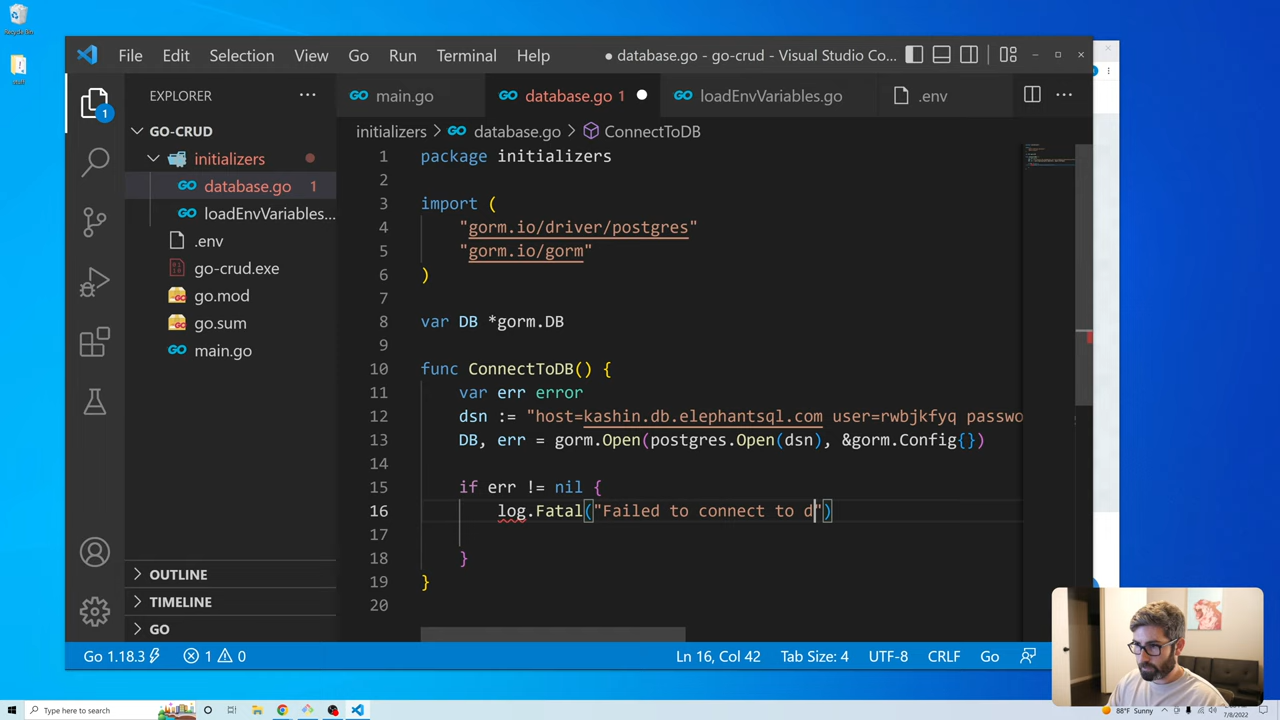 File Edit Selection View Go Run Terminal Help ● database.go - go-crud - Visual Studio Co...
EXPLORER ···
main.go database.go 1 ● loadEnvVariables.go .env ···
1
GO-CRUD
initializers > database.go > ConnectToDB
initializers
database.go 1
loadEnvVariables...
.env
go-crud.exe
go.mod
go.sum
main.go
1 package initializers
2
3 import (
4 "gorm.io/driver/postgres"
5 "gorm.io/gorm"
6 )
7
8 var DB *gorm.DB
9
10 func ConnectToDB() {
11 var err error
12 dsn := "host=kashin.db.elephantsql.com user=rwbjkfyq passwo
13 DB, err = gorm.Open(postgres.Open(dsn), &gorm.Config{})
14
15 if err != nil {
16 log.Fatal("Failed to connect to d")
17
18 }
19 }
20
OUTLINE
TIMELINE
GO
Go 1.18.3 1 0 Ln 16, Col 42 Tab Size: 4 UTF-8 CRLF Go
Type here to search
88°F Sunny
7/8/2022